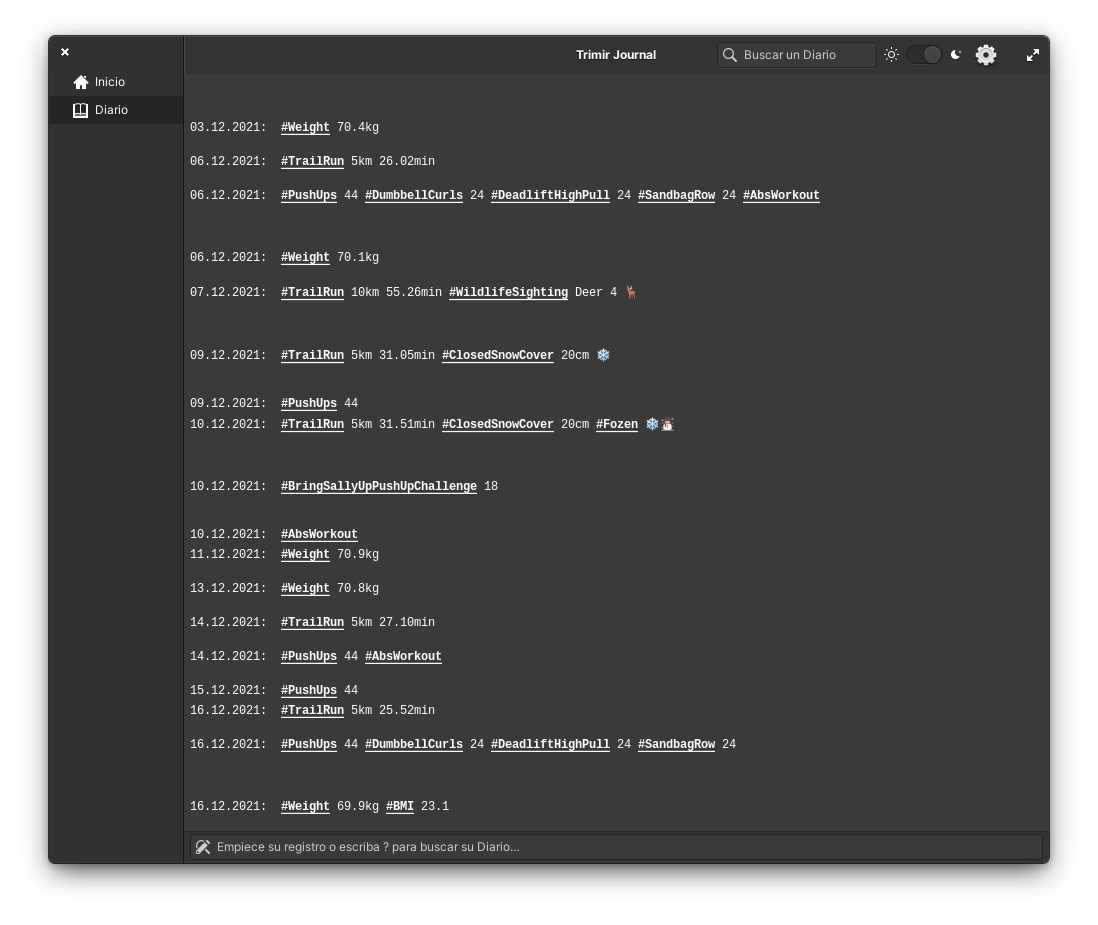 Trimir Journal
Buscar un Diario
Inicio
Diario
03.12.2021: #Weight 70.4kg
06.12.2021: #TrailRun 5km 26.02min
06.12.2021: #PushUps 44 #DumbbellCurls 24 #DeadliftHighPull 24 #SandbagRow 24 #AbsWorkout
06.12.2021: #Weight 70.1kg
07.12.2021: #TrailRun 10km 55.26min #WildlifeSighting Deer 4 🦌
09.12.2021: #TrailRun 5km 31.05min #ClosedSnowCover 20cm ❄️
09.12.2021: #PushUps 44
10.12.2021: #TrailRun 5km 31.51min #ClosedSnowCover 20cm #Fozen ❄️☃️
10.12.2021: #BringSallyUpPushUpChallenge 18
10.12.2021: #AbsWorkout
11.12.2021: #Weight 70.9kg
13.12.2021: #Weight 70.8kg
14.12.2021: #TrailRun 5km 27.10min
14.12.2021: #PushUps 44 #AbsWorkout
15.12.2021: #PushUps 44
16.12.2021: #TrailRun 5km 25.52min
16.12.2021: #PushUps 44 #DumbbellCurls 24 #DeadliftHighPull 24 #SandbagRow 24
16.12.2021: #Weight 69.9kg #BMI 23.1
Empiece su registro o escriba ? para buscar su Diario...